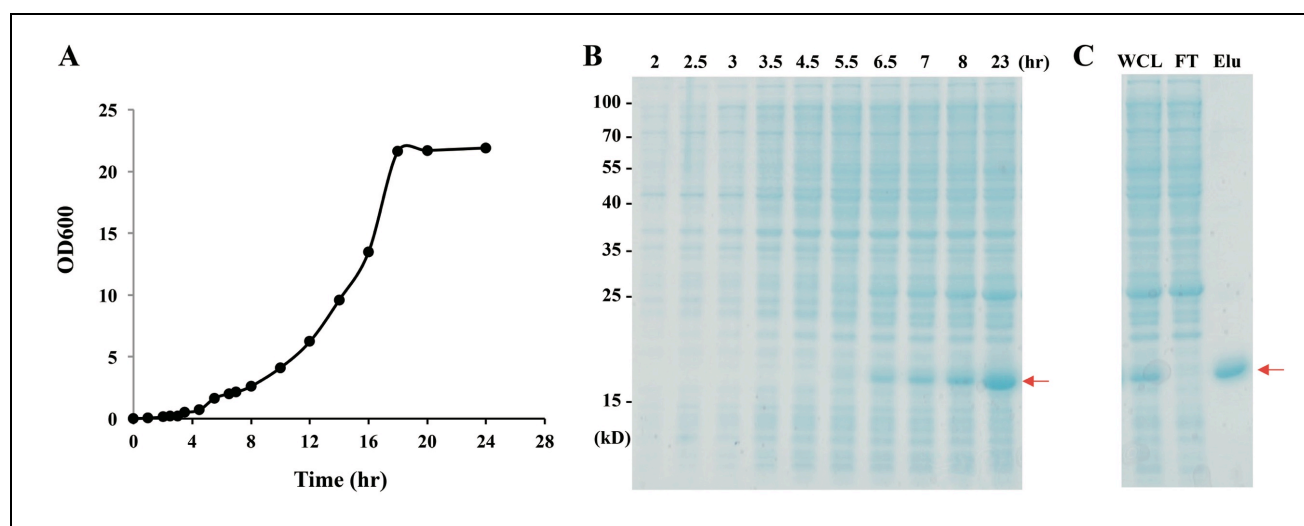 A
25
20
15
10
5
0
OD600
0 4 8 12 16 20 24 28
Time (hr)
B
2 2.5 3 3.5 4.5 5.5 6.5 7 8 23 (hr)
100 -
70 -
55 -
40 -
35 -
25 -
15 -
(kD)
C
WCL FT Elu